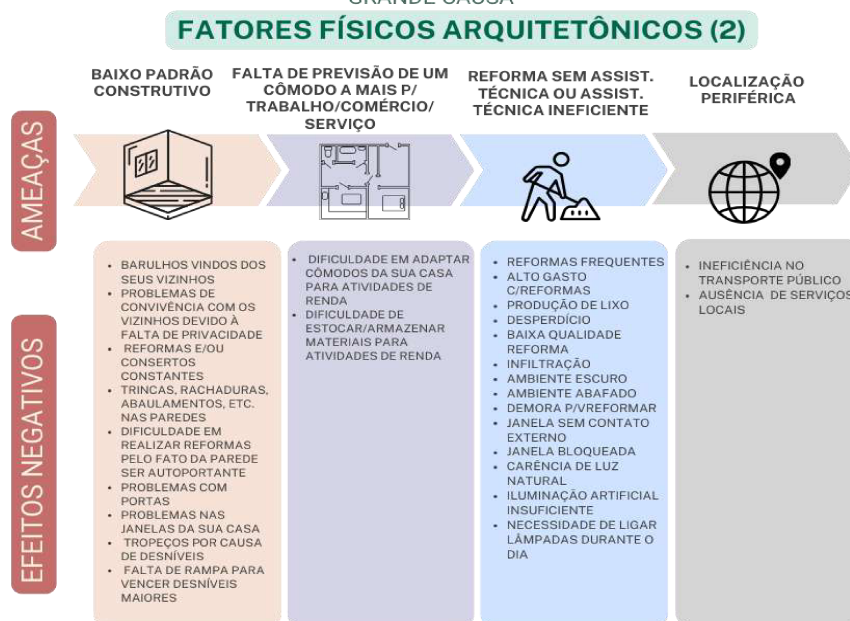 GRANDE CAUSA
FATORES FÍSICOS ARQUITETÔNICOS (2)
AMEAÇAS
BAIXO PADRÃO
CONSTRUTIVO
FALTA DE PREVISÃO DE UM
CÔMODO A MAIS P/
TRABALHO/COMÉRCIO/
SERVIÇO
REFORMA SEM ASSIST.
TÉCNICA OU ASSIST.
TÉCNICA INEFICIENTE
LOCALIZAÇÃO
PERIFÉRICA
EFEITOS NEGATIVOS
• BARULHOS VINDOS DOS
SEUS VIZINHOS
• PROBLEMAS DE
CONVIVÊNCIA COM OS
VIZINHOS DEVIDO À
FALTA DE PRIVACIDADE
• REFORMAS E/OU
CONSERTOS
CONSTANTES
• TRINCAS, RACHADURAS,
ABAULAMENTOS, ETC.
NAS PAREDES
• DIFICULDADE EM
REALIZAR REFORMAS
PELO FATO DA PAREDE
SER AUTOPORTANTE
• PROBLEMAS COM
PORTAS
• PROBLEMAS NAS
JANELAS DA SUA CASA
• TROPEÇOS POR CAUSA
DE DESNÍVEIS
• FALTA DE RAMPA PARA
VENCER DESNÍVEIS
MAIORES
• DIFICULDADE EM ADAPTAR
CÔMODOS DA SUA CASA
PARA ATIVIDADES DE
RENDA
• DIFICULDADE DE
ESTOCAR/ARMAZENAR
MATERIAIS PARA
ATIVIDADES DE RENDA
• REFORMAS FREQUENTES
• ALTO GASTO
C/REFORMAS
• PRODUÇÃO DE LIXO
• DESPERDÍCIO
• BAIXA QUALIDADE
REFORMA
• INFILTRAÇÃO
• AMBIENTE ESCURO
• AMBIENTE ABAFADO
• DEMORA P/VREFORMAR
• JANELA SEM CONTATO
EXTERNO
• JANELA BLOQUEADA
• CARÊNCIA DE LUZ
NATURAL
• ILUMINAÇÃO ARTIFICIAL
INSUFICIENTE
• NECESSIDADE DE LIGAR
LÂMPADAS DURANTE O
DIA
• INEFICIÊNCIA NO
TRANSPORTE PÚBLICO
• AUSÊNCIA DE SERVIÇOS
LOCAIS